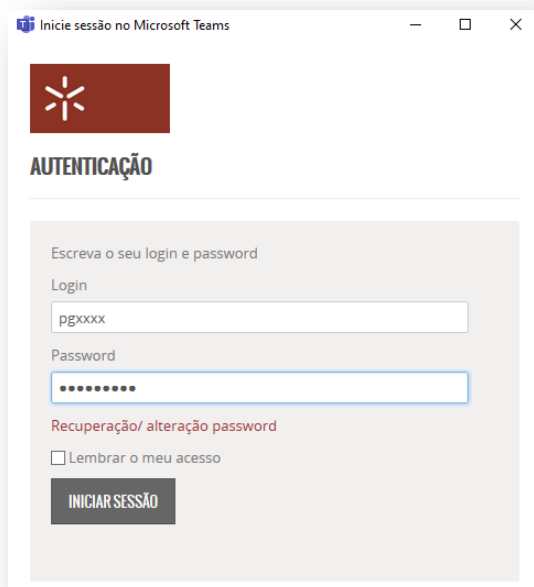 Inicie sessão no Microsoft Teams
AUTENTICAÇÃO
Escreva o seu login e password
Login
pgxxxx
Password
•••••••••
Recuperação/ alteração password
Lembrar o meu acesso
INICIAR SESSÃO